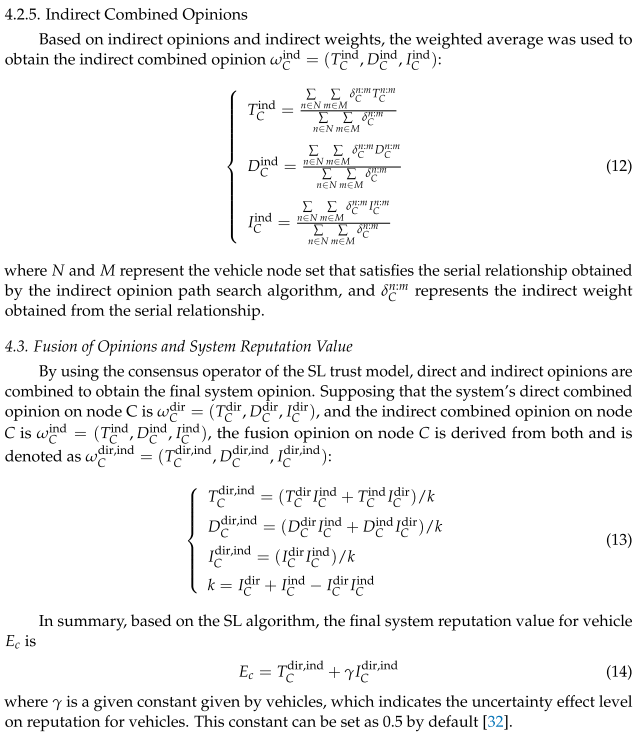 4.2.5. Indirect Combined Opinions
Based on indirect opinions and indirect weights, the weighted average was used to
obtain the indirect combined opinion $\omega_C^{\text{ind}} = (T_C^{\text{ind}}, D_C^{\text{ind}}, I_C^{\text{ind}})$:
$$\begin{cases} T_C^{\text{ind}} = \frac{\sum_{n \in N} \sum_{m \in M} \delta_C^{n:m} T_C^{n:m}}{\sum_{n \in N} \sum_{m \in M} \delta_C^{n:m}} \\ D_C^{\text{ind}} = \frac{\sum_{n \in N} \sum_{m \in M} \delta_C^{n:m} D_C^{n:m}}{\sum_{n \in N} \sum_{m \in M} \delta_C^{n:m}} \\ I_C^{\text{ind}} = \frac{\sum_{n \in N} \sum_{m \in M} \delta_C^{n:m} I_C^{n:m}}{\sum_{n \in N} \sum_{m \in M} \delta_C^{n:m}} \end{cases}$$ (12)
where $N$ and $M$ represent the vehicle node set that satisfies the serial relationship obtained
by the indirect opinion path search algorithm, and $\delta_C^{n:m}$ represents the indirect weight
obtained from the serial relationship.
4.3. Fusion of Opinions and System Reputation Value
By using the consensus operator of the SL trust model, direct and indirect opinions are
combined to obtain the final system opinion. Supposing that the system's direct combined
opinion on node C is $\omega_C^{\text{dir}} = (T_C^{\text{dir}}, D_C^{\text{dir}}, I_C^{\text{dir}})$, and the indirect combined opinion on node
$C$ is $\omega_C^{\text{ind}} = (T_C^{\text{ind}}, D_C^{\text{ind}}, I_C^{\text{ind}})$, the fusion opinion on node $C$ is derived from both and is
denoted as $\omega_C^{\text{dir,ind}} = (T_C^{\text{dir,ind}}, D_C^{\text{dir,ind}}, I_C^{\text{dir,ind}})$:
$$\begin{cases} T_C^{\text{dir,ind}} = (T_C^{\text{dir}} I_C^{\text{ind}} + T_C^{\text{ind}} I_C^{\text{dir}})/k \\ D_C^{\text{dir,ind}} = (D_C^{\text{dir}} I_C^{\text{ind}} + D_C^{\text{ind}} I_C^{\text{dir}})/k \\ I_C^{\text{dir,ind}} = (I_C^{\text{dir}} I_C^{\text{ind}})/k \\ k = I_C^{\text{dir}} + I_C^{\text{ind}} - I_C^{\text{dir}} I_C^{\text{ind}} \end{cases}$$ (13)
In summary, based on the SL algorithm, the final system reputation value for vehicle
$E_c$ is
$$E_c = T_C^{\text{dir,ind}} + \gamma I_C^{\text{dir,ind}}$$ (14)
where $\gamma$ is a given constant given by vehicles, which indicates the uncertainty effect level
on reputation for vehicles. This constant can be set as 0.5 by default [32].